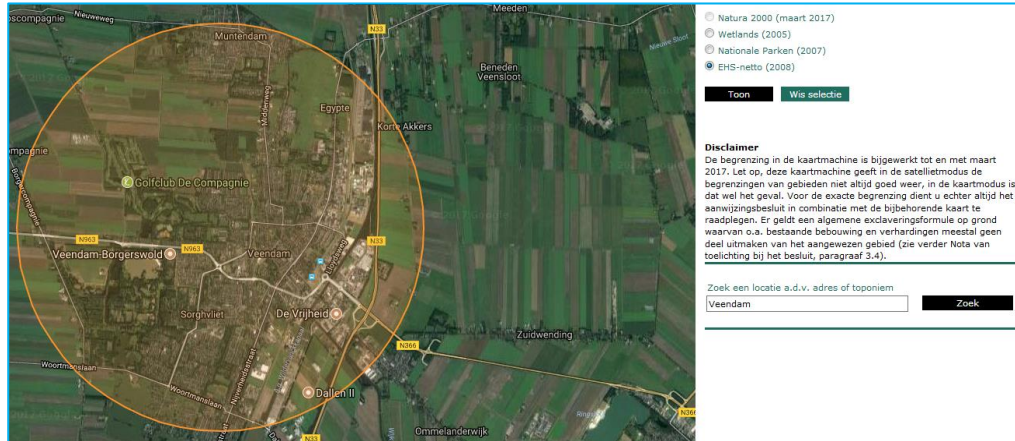 oscompagnie
Nieuweweg
Meeden
N33
Muntendam
Nieuwe Sloot
Beneden
Veensloot
Middenweg
Egypte
Korte Akkers
mpagnie
Borgercompagnie
Golfclub De Compagnie
N963
N963
N33
Veendam-Borgerswold
Veendam
Lloydsweg
Sorghvliet
De Vrijheid
Zuidwending
N366
Woortmanslaan
Woortmanslaan
Nijverheidsstraat
Dallen II
N366
N33
Ommelanderwijk
Natura 2000 (maart 2017)
Wetlands (2005)
Nationale Parken (2007)
EHS-netto (2008)
Toon
Wis selectie
Disclaimer
De begrenzing in de kaartmachine is bijgewerkt tot en met maart
2017. Let op, deze kaartmachine geeft in de satellietmodus de
begrenzingen van gebieden niet altijd goed weer, in de kaartmodus is
dat wel het geval. Voor de exacte begrenzing dient u echter altijd het
aanwijzingsbesluit in combinatie met de bijbehorende kaart te
raadplegen. Er geldt een algemene exclaveringsformule op grond
waarvan o.a. bestaande bebouwing en verhardingen meestal geen
deel uitmaken van het aangewezen gebied (zie verder Nota van
toelichting bij het besluit, paragraaf 3.4).
Zoek een locatie a.d.v. adres of toponiem
Veendam
Zoek